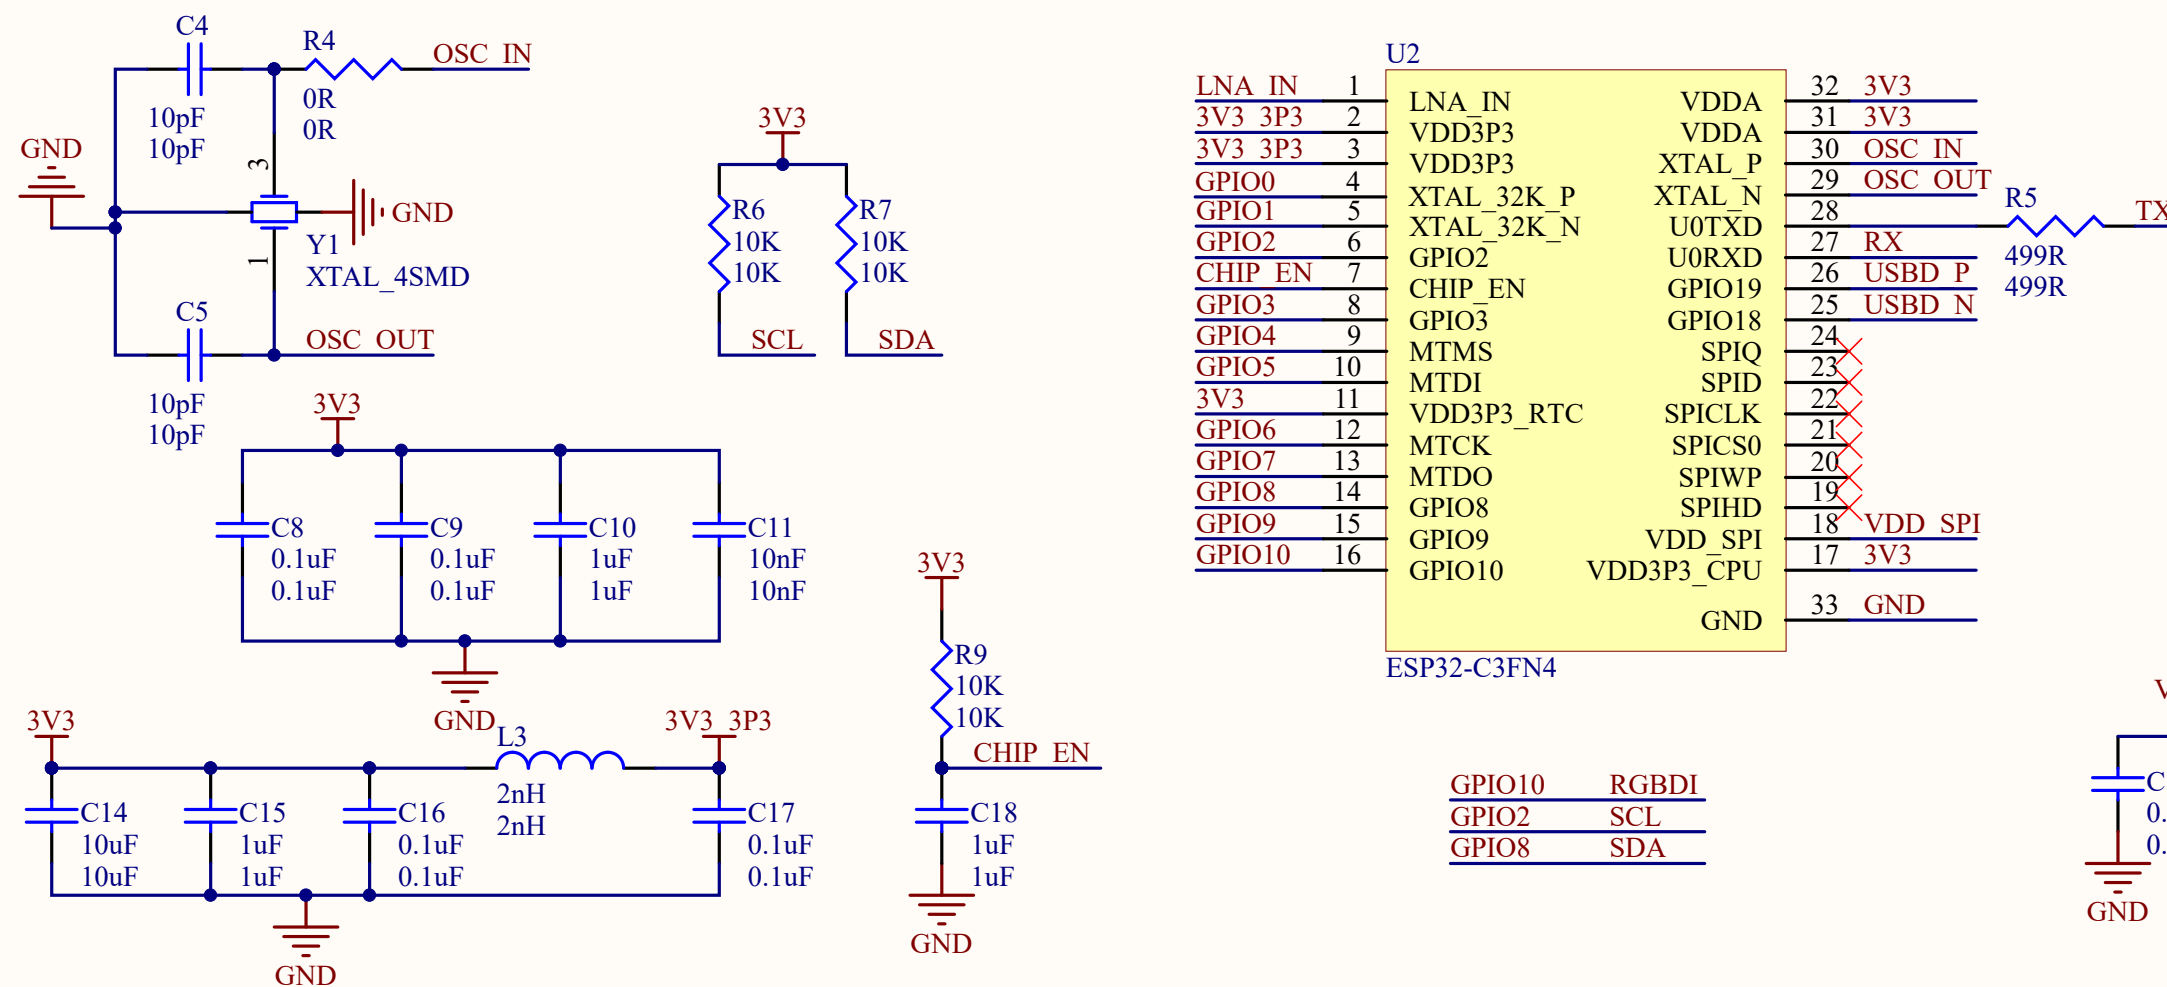 C4
R4
OSC_IN
0R
0R
10pF
10pF
GND
3
GND
Y1
XTAL_4SMD
1
C5
OSC_OUT
10pF
10pF
3V3
R6
10K
10K
R7
10K
10K
SCL
SDA
3V3
C8
0.1uF
0.1uF
C9
0.1uF
0.1uF
C10
1uF
1uF
C11
10nF
10nF
GND
3V3
L3
2nH
2nH
3V3_3P3
C14
10uF
10uF
C15
1uF
1uF
C16
0.1uF
0.1uF
C17
0.1uF
0.1uF
GND
3V3
R9
10K
10K
CHIP_EN
C18
1uF
1uF
GND
U2
LNA_IN 1 LNA_IN VDDA 32 3V3
3V3_3P3 2 VDD3P3 VDDA 31 3V3
3V3_3P3 3 VDD3P3 XTAL_P 30 OSC_IN
GPIO0 4 XTAL_32K_P XTAL_N 29 OSC_OUT
GPIO1 5 XTAL_32K_N U0TXD 28
GPIO2 6 GPIO2 U0RXD 27 RX
CHIP_EN 7 CHIP_EN GPIO19 26 USBD_P
GPIO3 8 GPIO3 GPIO18 25 USBD_N
GPIO4 9 MTMS SPIQ 24
GPIO5 10 MTDI SPID 23
3V3 11 VDD3P3_RTC SPICLK 22
GPIO6 12 MTCK SPICS0 21
GPIO7 13 MTDO SPIWP 20
GPIO8 14 GPIO8 SPIHD 19
GPIO9 15 GPIO9 VDD_SPI 18 VDD_SPI
GPIO10 16 GPIO10 VDD3P3_CPU 17 3V3
GND 33 GND
ESP32-C3FN4
R5
TX
499R
499R
GPIO10 RGBDI
GPIO2 SCL
GPIO8 SDA
GND